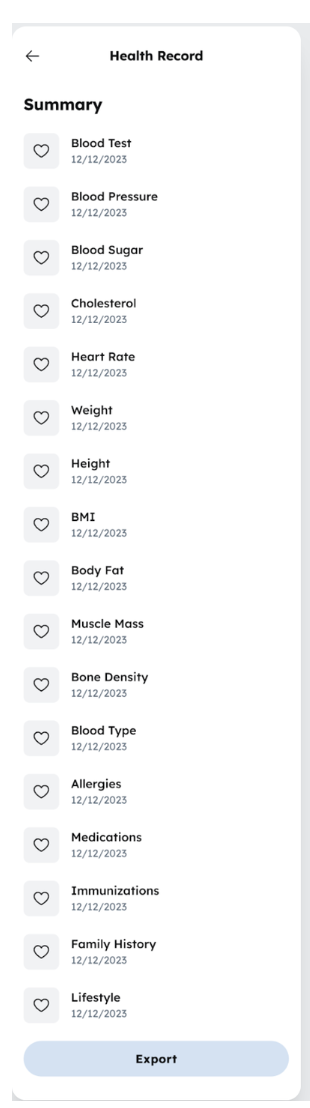 Health Record
Summary
Blood Test
12/12/2023
Blood Pressure
12/12/2023
Blood Sugar
12/12/2023
Cholesterol
12/12/2023
Heart Rate
12/12/2023
Weight
12/12/2023
Height
12/12/2023
BMI
12/12/2023
Body Fat
12/12/2023
Muscle Mass
12/12/2023
Bone Density
12/12/2023
Blood Type
12/12/2023
Allergies
12/12/2023
Medications
12/12/2023
Immunizations
12/12/2023
Family History
12/12/2023
Lifestyle
12/12/2023
Export